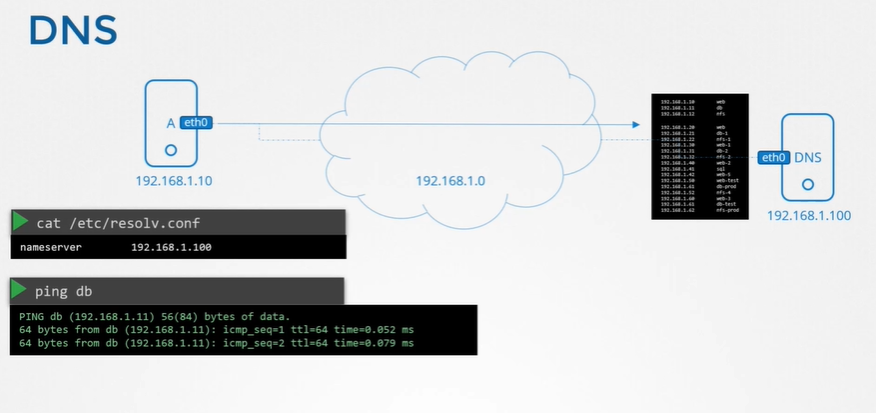 DNS
A eth0
192.168.1.10
192.168.1.0
192.168.1.10 web
192.168.1.11 db
192.168.1.12 nfs
192.168.1.20 web
192.168.1.21 db-1
192.168.1.22 nfs-1
192.168.1.30 web-1
192.168.1.31 db-2
192.168.1.32 nfs-2
192.168.1.40 web-2
192.168.1.41 sql
192.168.1.42 web-5
192.168.1.50 web-test
192.168.1.61 db-prod
192.168.1.52 nfs-4
192.168.1.60 web-3
192.168.1.61 db-test
192.168.1.62 nfs-prod
eth0 DNS
192.168.1.100
cat /etc/resolv.conf
nameserver 192.168.1.100
ping db
PING db (192.168.1.11) 56(84) bytes of data.
64 bytes from db (192.168.1.11): icmp_seq=1 ttl=64 time=0.052 ms
64 bytes from db (192.168.1.11): icmp_seq=2 ttl=64 time=0.079 ms